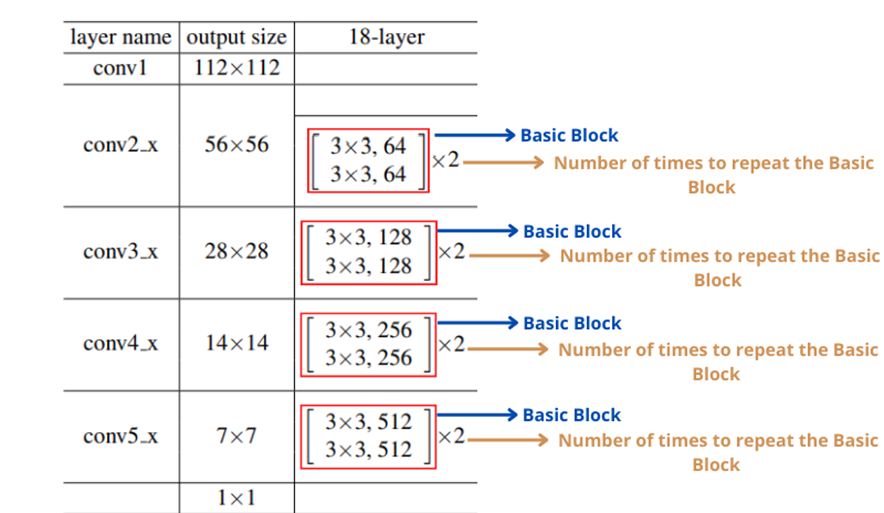 layer name output size 18-layer
conv1 112×112
conv2_x 56×56 [3×3, 64
3×3, 64] ×2
Basic Block
Number of times to repeat the Basic
Block
conv3_x 28×28 [3×3, 128
3×3, 128] ×2
Basic Block
Number of times to repeat the Basic
Block
conv4_x 14×14 [3×3, 256
3×3, 256] ×2
Basic Block
Number of times to repeat the Basic
Block
conv5_x 7×7 [3×3, 512
3×3, 512] ×2
Basic Block
Number of times to repeat the Basic
Block
1×1